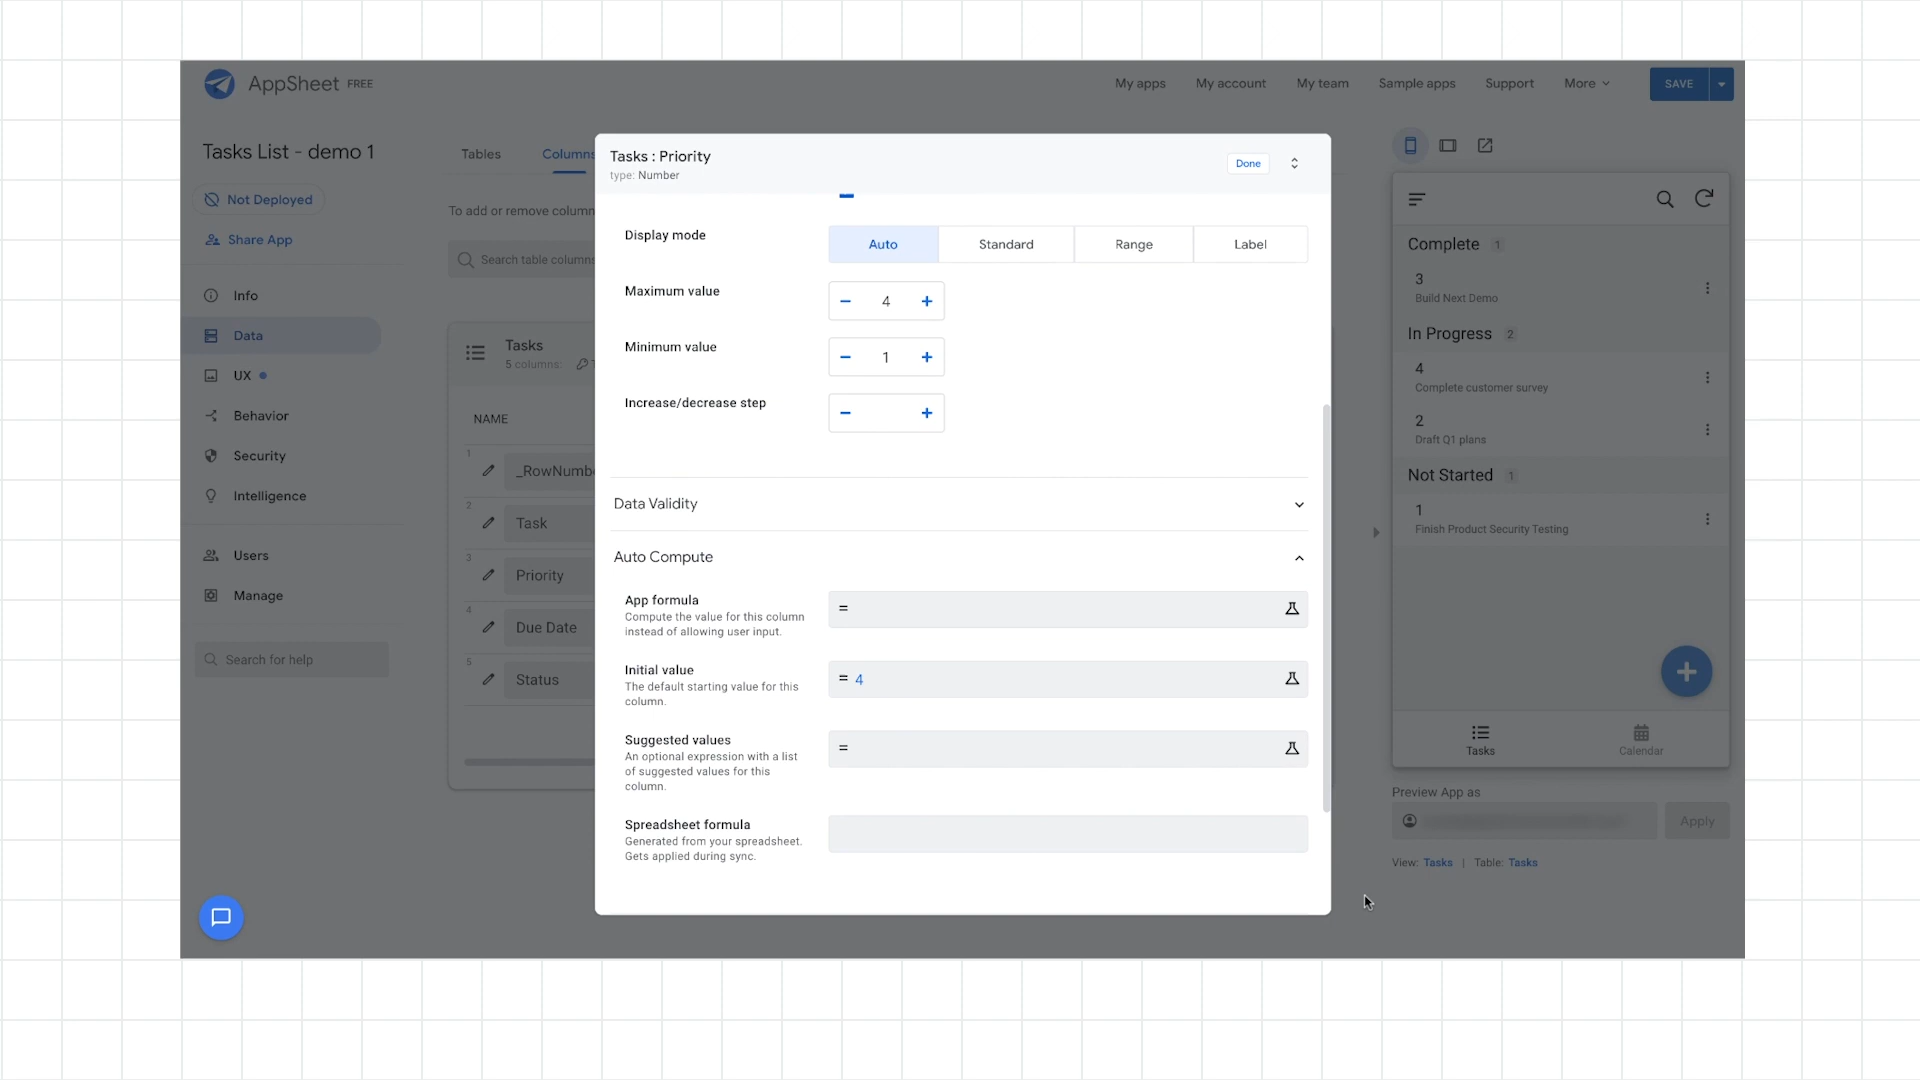 AppSheet FREE
My apps
My account
My team
Sample apps
Support
More
SAVE
Tasks List - demo 1
Not Deployed
Share App
Info
Data
UX
Behavior
Security
Intelligence
Users
Manage
Search for help
Tables
Columns
To add or remove column
Search table columns
Tasks
5 columns:
NAME
1
_RowNumbe
2
Task
3
Priority
4
Due Date
5
Status
Tasks : Priority
type: Number
Done
Display mode
Auto
Standard
Range
Label
Maximum value
− 4 +
Minimum value
− 1 +
Increase/decrease step
− +
Data Validity
Auto Compute
App formula
Compute the value for this column
instead of allowing user input.
=
Initial value
The default starting value for this
column.
= 4
Suggested values
An optional expression with a list
of suggested values for this
column.
=
Spreadsheet formula
Generated from your spreadsheet.
Gets applied during sync.
Complete 1
3
Build Next Demo
In Progress 2
4
Complete customer survey
2
Draft Q1 plans
Not Started 1
1
Finish Product Security Testing
+
Tasks
Calendar
Preview App as
Apply
View: Tasks | Table: Tasks